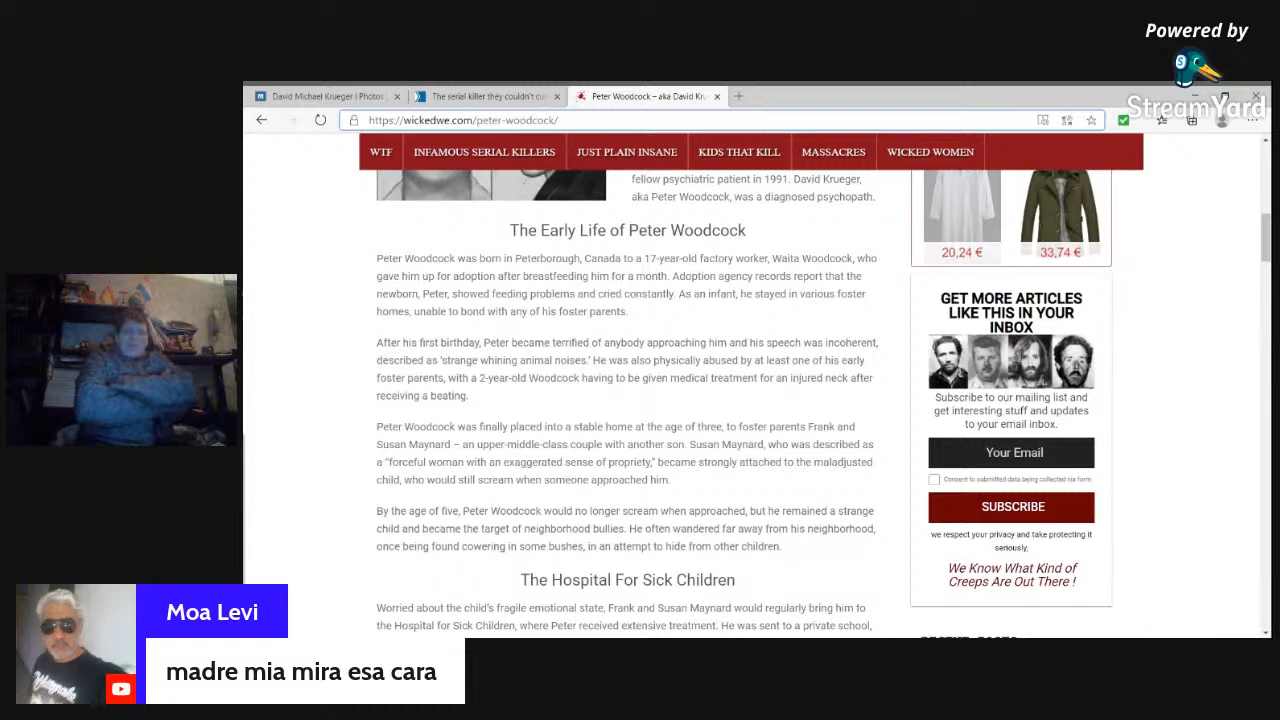 Powered by
StreamYard
David Michael Krueger | Photos
The serial killer they couldn't cu
Peter Woodcock – aka David Kru
https://wickedwe.com/peter-woodcock/
WTF
INFAMOUS SERIAL KILLERS
JUST PLAIN INSANE
KIDS THAT KILL
MASSACRES
WICKED WOMEN
fellow psychiatric patient in 1991. David Krueger,
aka Peter Woodcock, was a diagnosed psychopath.
The Early Life of Peter Woodcock
Peter Woodcock was born in Peterborough, Canada to a 17-year-old factory worker, Waita Woodcock, who
gave him up for adoption after breastfeeding him for a month. Adoption agency records report that the
newborn, Peter, showed feeding problems and cried constantly. As an infant, he stayed in various foster
homes, unable to bond with any of his foster parents.
After his first birthday, Peter became terrified of anybody approaching him and his speech was incoherent,
described as 'strange whining animal noises.' He was also physically abused by at least one of his early
foster parents, with a 2-year-old Woodcock having to be given medical treatment for an injured neck after
receiving a beating.
Peter Woodcock was finally placed into a stable home at the age of three, to foster parents Frank and
Susan Maynard – an upper-middle-class couple with another son. Susan Maynard, who was described as
a “forceful woman with an exaggerated sense of propriety,” became strongly attached to the maladjusted
child, who would still scream when someone approached him.
By the age of five, Peter Woodcock would no longer scream when approached, but he remained a strange
child and became the target of neighborhood bullies. He often wandered far away from his neighborhood,
once being found cowering in some bushes, in an attempt to hide from other children.
The Hospital For Sick Children
Worried about the child's fragile emotional state, Frank and Susan Maynard would regularly bring him to
the Hospital for Sick Children, where Peter received extensive treatment. He was sent to a private school,
20,24 €
33,74 €
GET MORE ARTICLES
LIKE THIS IN YOUR
INBOX
Subscribe to our mailing list and
get interesting stuff and updates
to your email inbox.
Your Email
Consent to submitted data being collected via form.
SUBSCRIBE
we respect your privacy and take protecting it
seriously,
We Know What Kind of
Creeps Are Out There !
RECENT POSTS
Moa Levi
madre mia mira esa cara